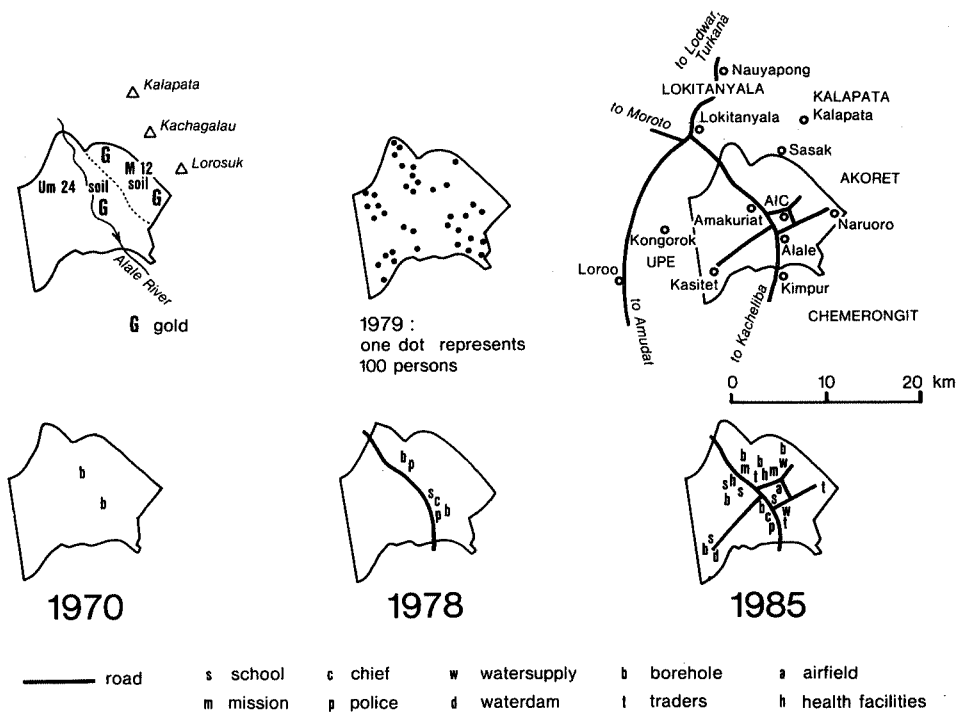 Kalapata
Kachagalau
Lorosuk
G
M 12
soil
G
Um 24 soil
G
Alale River
G gold
1979 :
one dot represents
100 persons
to Lodwar,
Turkana
Nauyapong
LOKITANYALA
KALAPATA
Kalapata
to Moroto
Lokitanyala
Sasak
AKORET
AIC
Amakuriat
Naruoro
Kongorok
UPE
Alale
Loroo
Kasitet
Kimpur
CHEMERONGIT
to Amudat
to Kacheliba
0 10 20 km
b
b
1970
b p
s
c
p b
1978
b b
m b w
t h m
s h a t
b s s
b w
c
p t
s
b d
1985
road
s school
c chief
w watersupply
b borehole
a airfield
m mission
p police
d waterdam
t traders
h health facilities